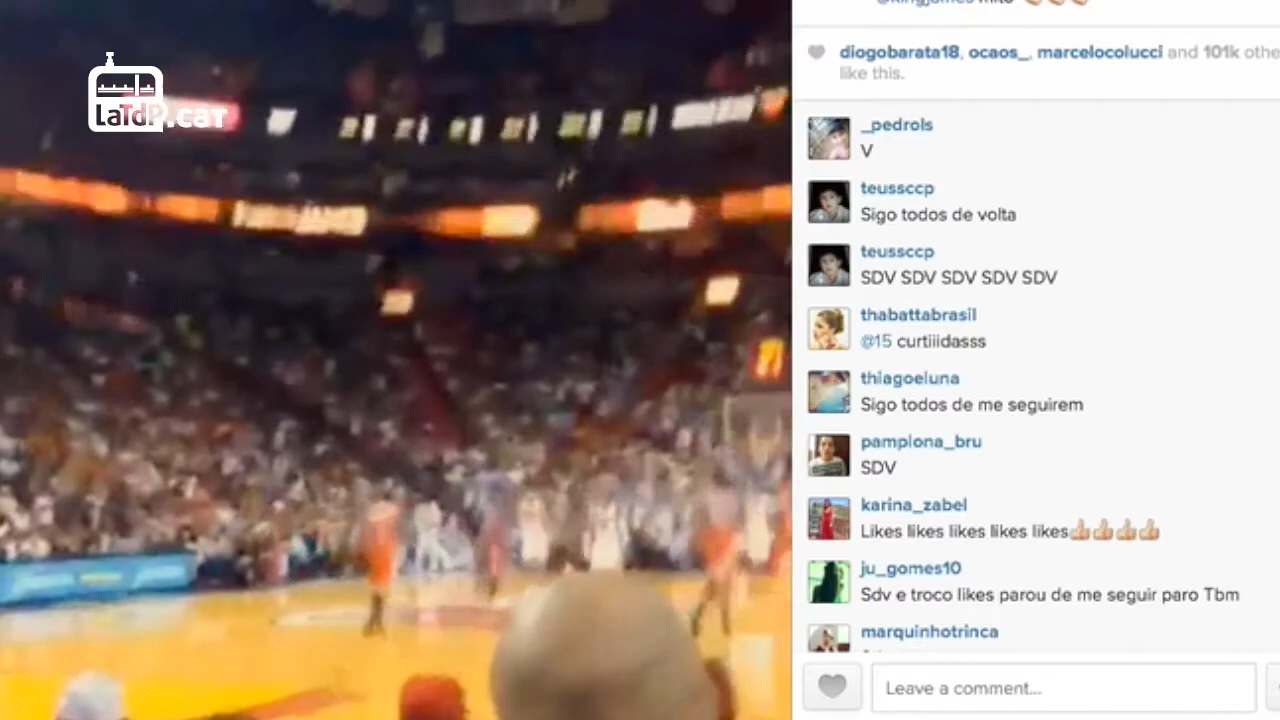 LaTdP.cat
diogobarata18, ocaos_, marcelocolucci and 101k othe
like this.
_pedrols
V
teussccp
Sigo todos de volta
teussccp
SDV SDV SDV SDV SDV
thabattabrasil
@15 curtiiidasss
thiagoeluna
Sigo todos de me seguirem
pamplona_bru
SDV
karina_zabel
Likes likes likes likes likes👍👍👍👍
ju_gomes10
Sdv e troco likes parou de me seguir paro Tbm
marquinhotrinca
Leave a comment...